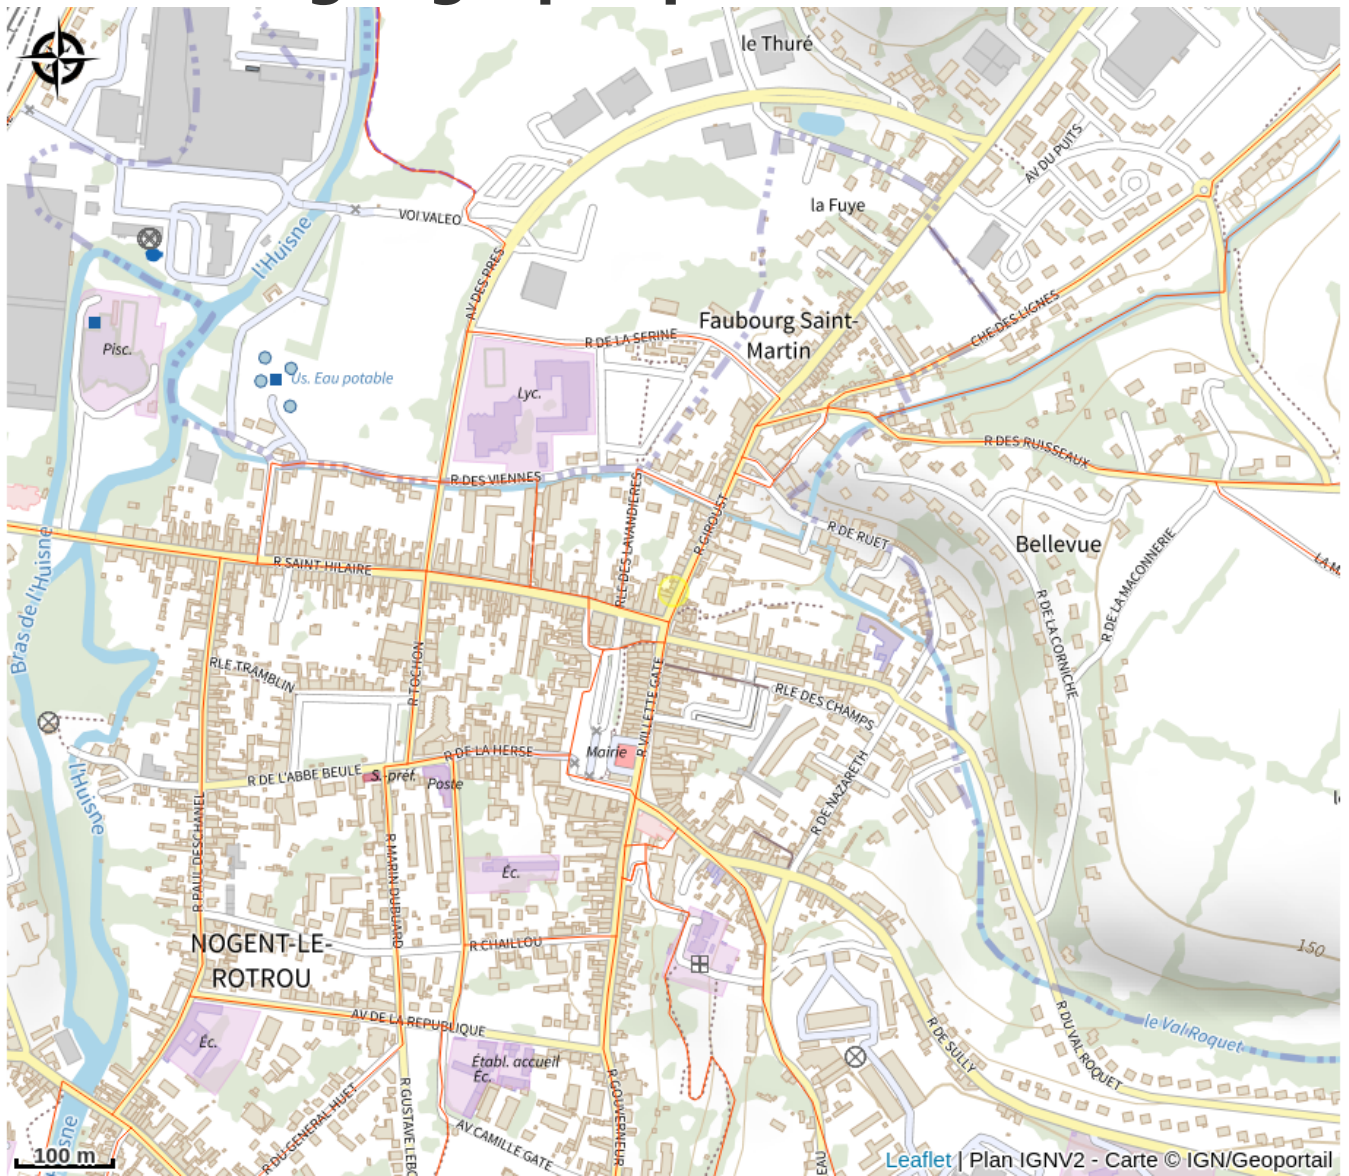 le Thuré
AV DU PUITS
la Fuye
VOI VALEO
l'Huisne
AV DES PRES
CHE DES LIGNES
Faubourg Saint-
Martin
R DE LA SERINE
Pisc.
Us. Eau potable
Lyc.
R DES RUISSEAUX
R DES VIENNES
RLE DES LAVANDIERES
R GIROUST
R DE RUET
Bellevue
R SAINT HILAIRE
R DE LA MACONNERIE
LA M
Bras de l'Huisne
R DE LA CORNICHE
RLE TRAMBLIN
R TOCHON
R VILLETTE GATE
RLE DES CHAMPS
R DE LA HERSE
Mairie
R DE L'ABBE BEULE
S.-préf.
Poste
R DE NAZARETH
l'Huisne
R PAUL DESCHANEL
R MARIN DUBUARD
Éc.
NOGENT-LE-
ROTROU
R CHAILLOU
150
AV DE LA REPUBLIQUE
le Val Roquet
Éc.
R DE SULLY
R DU VAL ROQUET
Établ. accueil
Éc.
R DU GENERAL HUET
R GUSTAVE LEBO
AV CAMILLE GATE
R GOUVERNEUR
EAU
sne
100 m
Leaflet | Plan IGNV2 - Carte © IGN/Geoportail